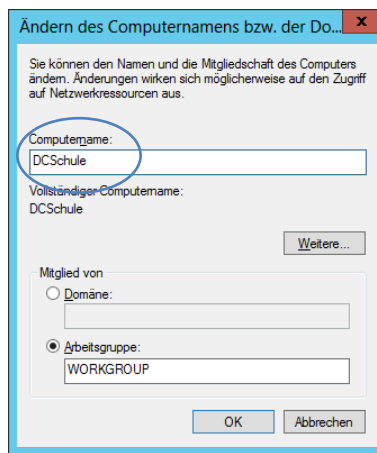 Ändern des Computernamens bzw. der Do... x
Sie können den Namen und die Mitgliedschaft des Computers
ändern. Änderungen wirken sich möglicherweise auf den Zugriff
auf Netzwerkressourcen aus.
Computername:
DCSchule
Vollständiger Computername:
DCSchule
Weitere...
Mitglied von
Domäne:
Arbeitsgruppe:
WORKGROUP
OK Abbrechen